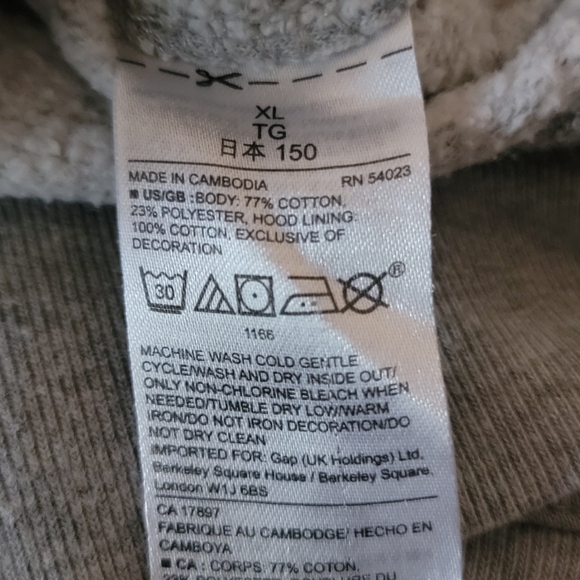 XL
TG
日本 150
MADE IN CAMBODIA RN 54023
■ US/GB :BODY: 77% COTTON,
23% POLYESTER, HOOD LINING:
100% COTTON, EXCLUSIVE OF
DECORATION
30 ®
1166
MACHINE WASH COLD GENTLE
CYCLE/WASH AND DRY INSIDE OUT/
ONLY NON-CHLORINE BLEACH WHEN
NEEDED/TUMBLE DRY LOW/WARM
IRON/DO NOT IRON DECORATION/DO
NOT DRY CLEAN
IMPORTED FOR: Gap (UK Holdings) Ltd.
Berkeley Square House / Berkeley Square,
London W1J 6BS
CA 17897
FABRIQUE AU CAMBODGE/ HECHO EN
CAMBOYA
■ CA : CORPS: 77% COTON,